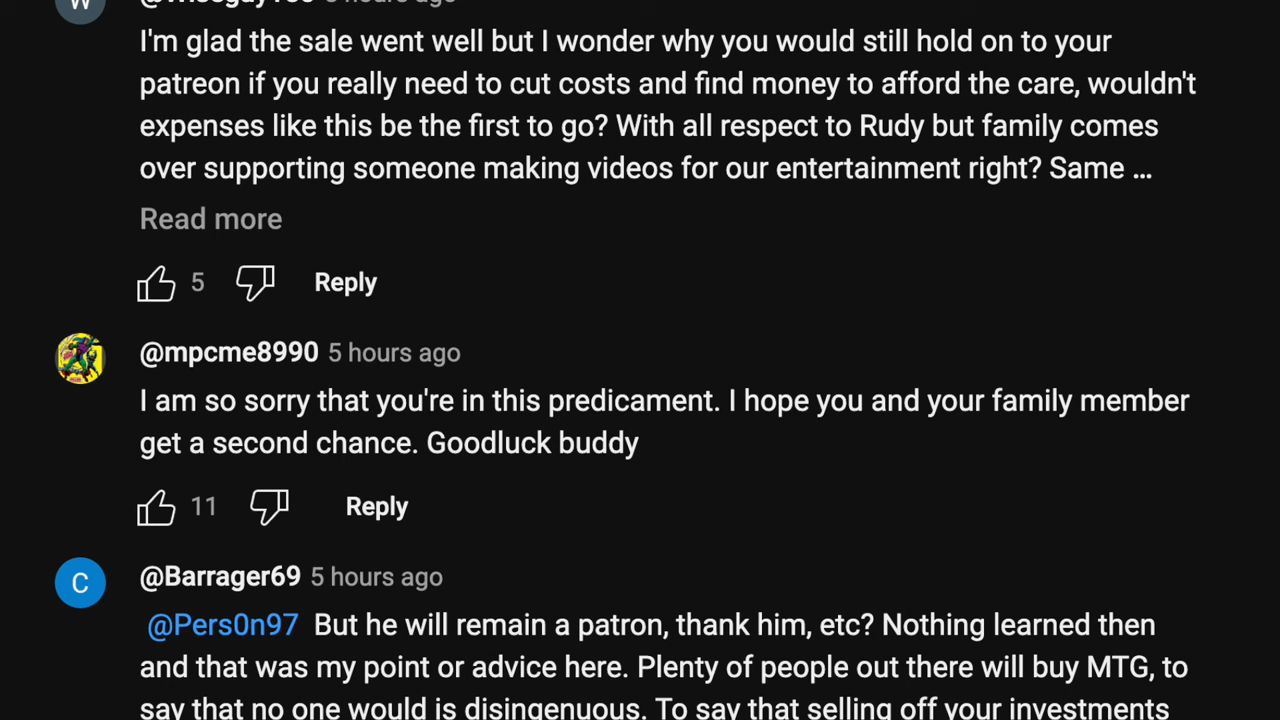 W
I'm glad the sale went well but I wonder why you would still hold on to your
patreon if you really need to cut costs and find money to afford the care, wouldn't
expenses like this be the first to go? With all respect to Rudy but family comes
over supporting someone making videos for our entertainment right? Same ...
Read more
5 Reply
@mpcme8990 5 hours ago
I am so sorry that you're in this predicament. I hope you and your family member
get a second chance. Goodluck buddy
11 Reply
C @Barrager69 5 hours ago
@Pers0n97 But he will remain a patron, thank him, etc? Nothing learned then
and that was my point or advice here. Plenty of people out there will buy MTG, to
say that no one would is disingenuous. To say that selling off your investments